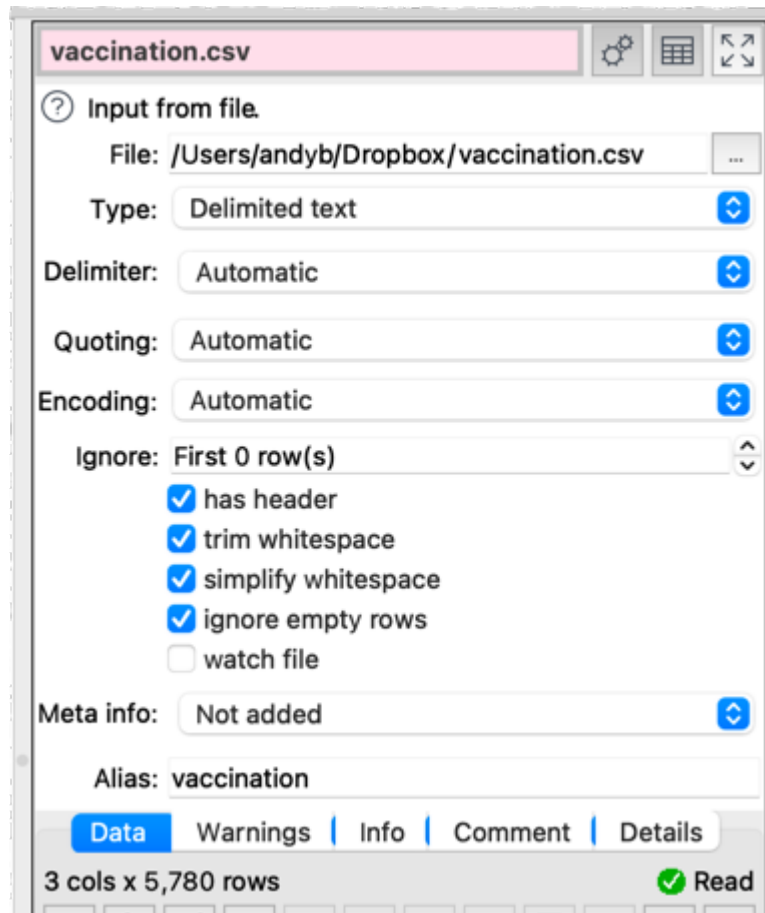 vaccination.csv
? Input from file.
File: /Users/andyb/Dropbox/vaccination.csv ...
Type: Delimited text
Delimiter: Automatic
Quoting: Automatic
Encoding: Automatic
Ignore: First 0 row(s)
has header
trim whitespace
simplify whitespace
ignore empty rows
watch file
Meta info: Not added
Alias: vaccination
Data Warnings Info Comment Details
3 cols x 5,780 rows Read